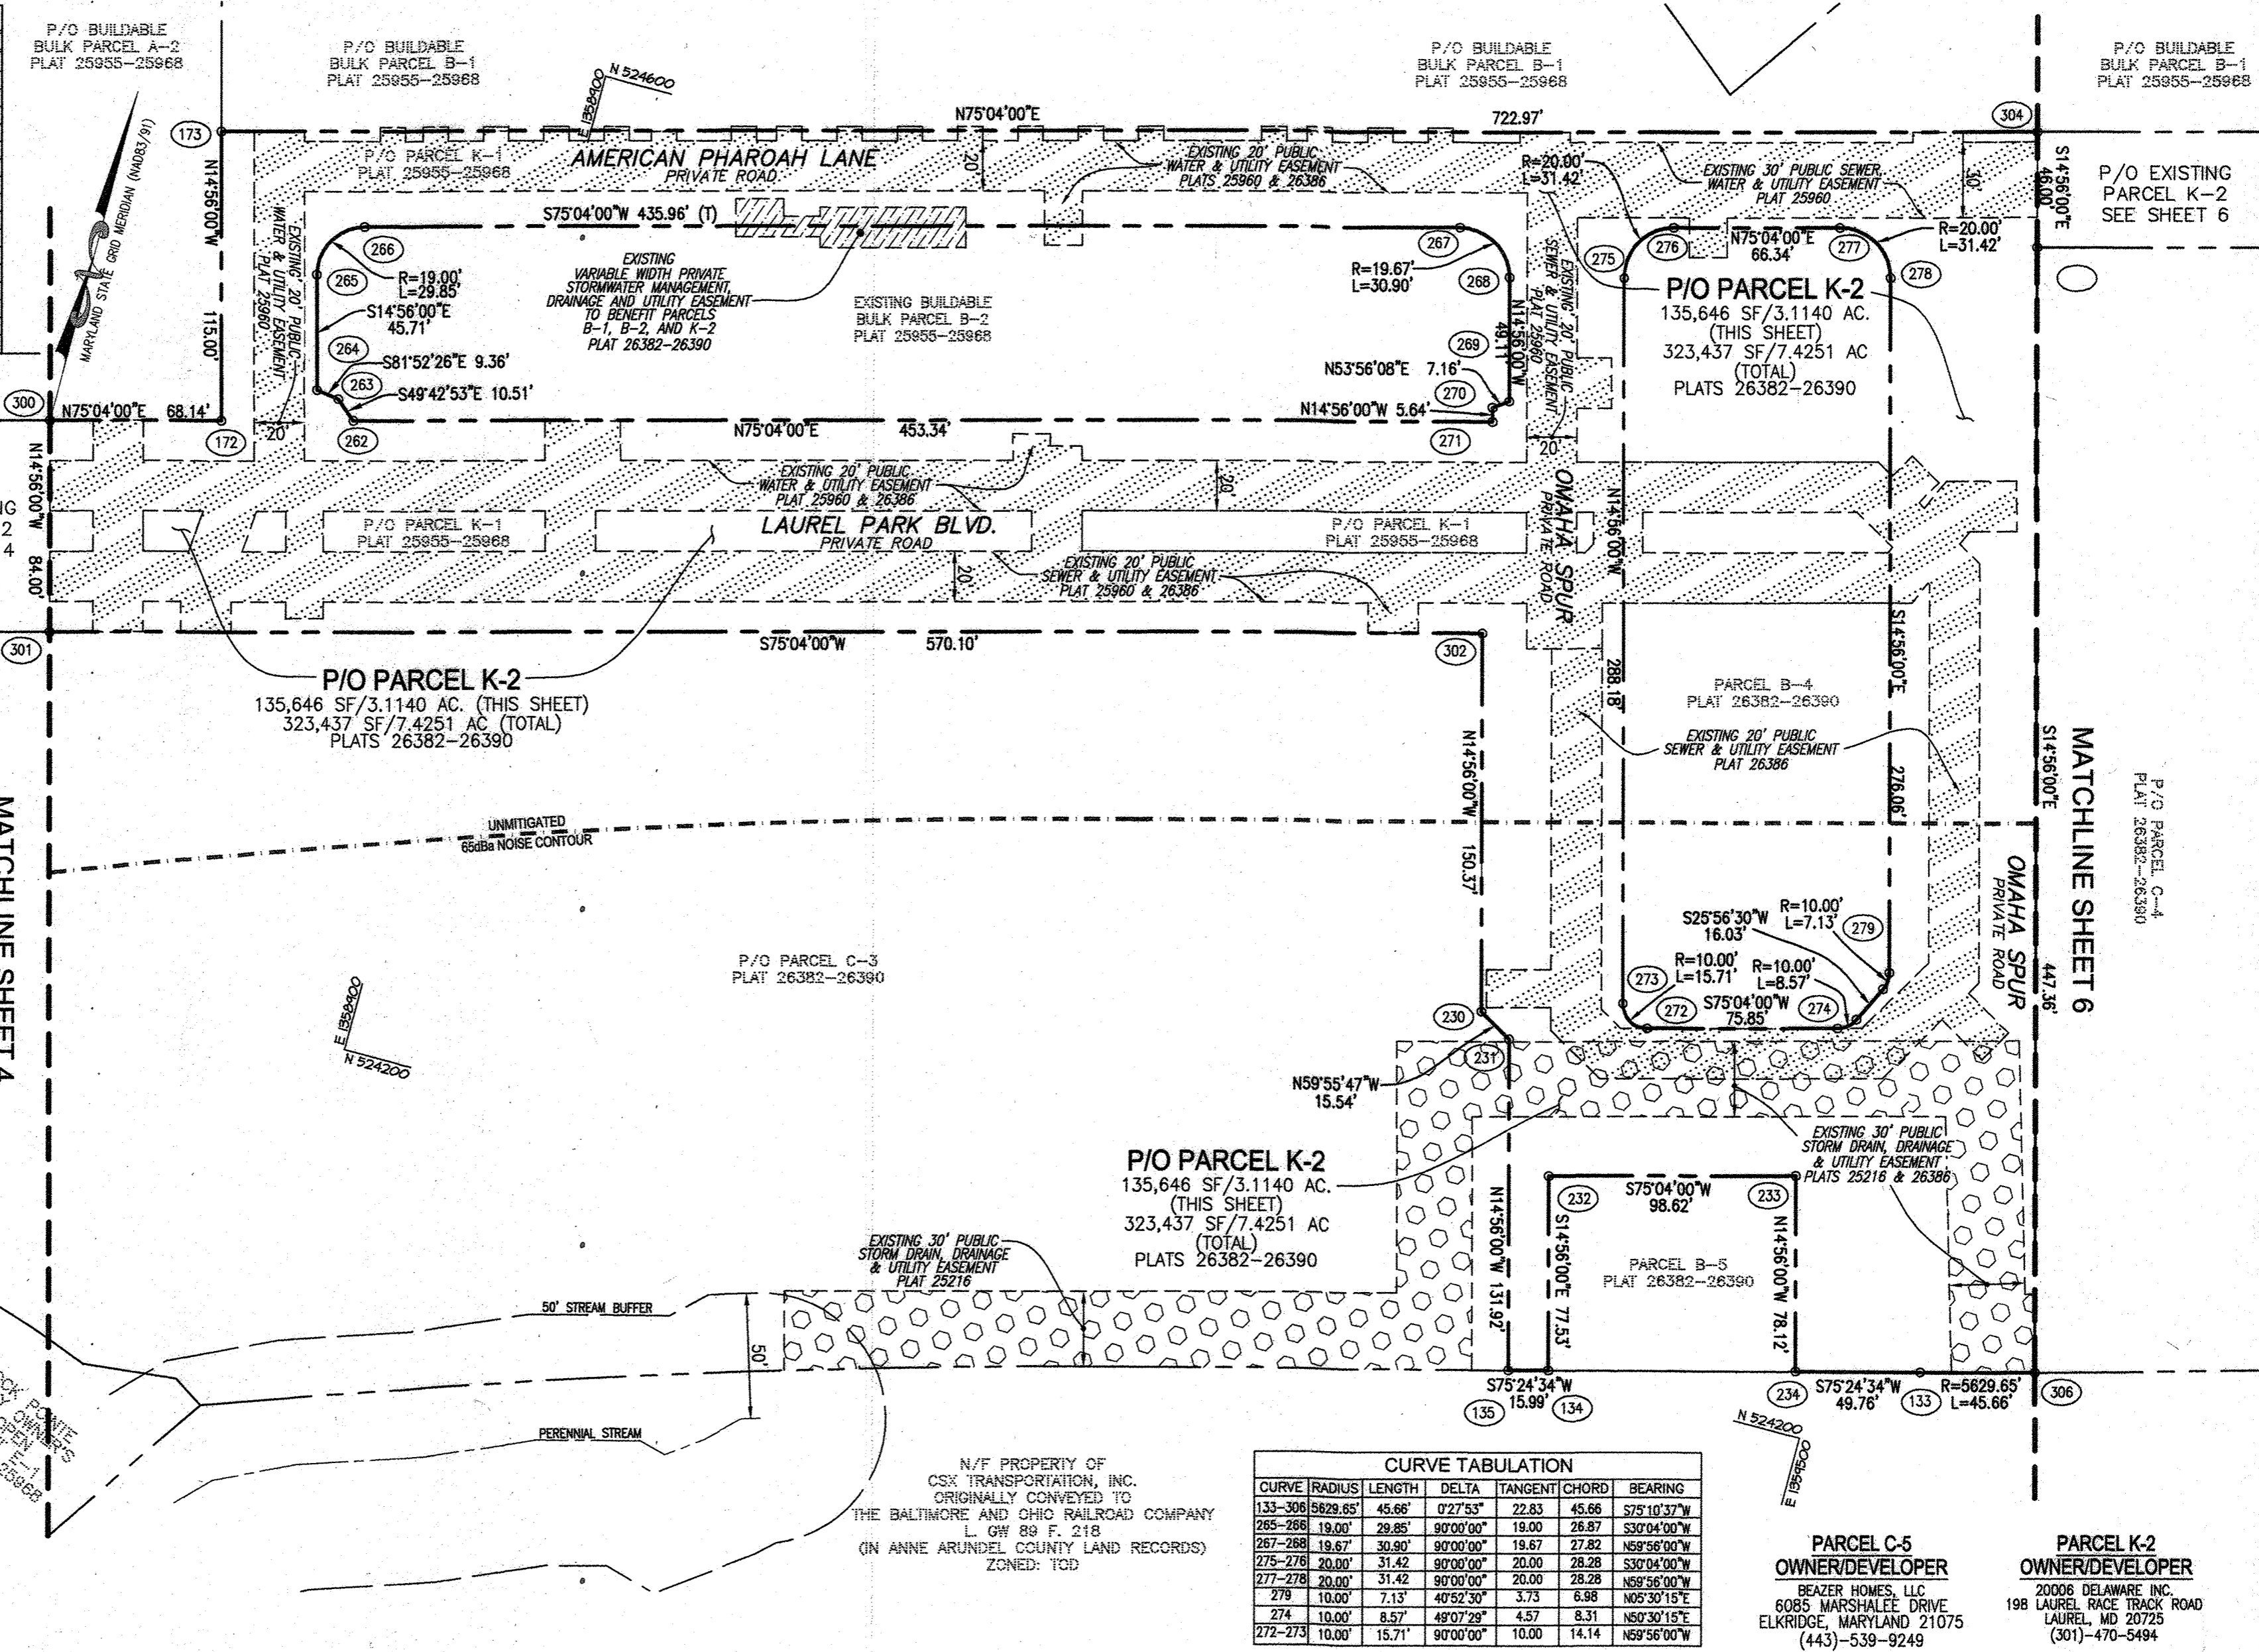 P/O BUILDABLE
BULK PARCEL A-2
PLAT 25955-25968
P/O BUILDABLE
BULK PARCEL B-1
PLAT 25955-25968
E 1358900
N 524600
P/O BUILDABLE
BULK PARCEL B-1
PLAT 25955-25968
P/O BUILDABLE
BULK PARCEL B-1
PLAT 25955-25968
MARYLAND STATE GRID MERIDIAN (NAD83/91)
173
N75°04'00"E
722.97'
304
N14°56'00"W
115.00'
P/O PARCEL K-1
PLAT 25955-25968
AMERICAN PHAROAH LANE
PRIVATE ROAD
20'
EXISTING 20' PUBLIC
WATER & UTILITY EASEMENT
PLATS 25960 & 26386
R=20.00'
L=31.42'
EXISTING 30' PUBLIC SEWER,
WATER & UTILITY EASEMENT
PLAT 25960
30'
S14°56'00"E
46.00'
P/O EXISTING
PARCEL K-2
SEE SHEET 6
EXISTING 20' PUBLIC
WATER & UTILITY EASEMENT
PLAT 25960
S75°04'00"W 435.96' (T)
266
265
R=19.00'
L=29.85'
S14°56'00"E
45.71'
264
S81°52'26"E 9.36'
263
S49°42'53"E 10.51'
262
EXISTING
VARIABLE WIDTH PRIVATE
STORMWATER MANAGEMENT,
DRAINAGE AND UTILITY EASEMENT
TO BENEFIT PARCELS
B-1, B-2, AND K-2
PLAT 26382-26390
EXISTING BUILDABLE
BULK PARCEL B-2
PLAT 25955-25968
267
R=19.67'
L=30.90'
268
N14°56'00"W
49.11'
269
N53°56'08"E 7.16'
270
N14°56'00"W 5.64'
271
EXISTING 20' PUBLIC
SEWER & UTILITY EASEMENT
PLAT 25960
275
276
N75°04'00"E
66.34'
277
R=20.00'
L=31.42'
278
P/O PARCEL K-2
135,646 SF/3.1140 AC.
(THIS SHEET)
323,437 SF/7.4251 AC
(TOTAL)
PLATS 26382-26390
300
N75°04'00"E 68.14'
172
20'
N75°04'00"E 453.34'
20'
N14°56'00"W
84.00'
NG
2
4
EXISTING 20' PUBLIC
WATER & UTILITY EASEMENT
PLAT 25960 & 26386
20'
P/O PARCEL K-1
PLAT 25955-25968
LAUREL PARK BLVD.
PRIVATE ROAD
P/O PARCEL K-1
PLAT 25955-25968
OMAHA SPUR
PRIVATE ROAD
N14°56'00"W
288.18'
20'
EXISTING 20' PUBLIC
SEWER & UTILITY EASEMENT
PLAT 25960 & 26386
301
S75°04'00"W 570.10'
302
P/O PARCEL K-2
135,646 SF/3.1140 AC. (THIS SHEET)
323,437 SF/7.4251 AC (TOTAL)
PLATS 26382-26390
S14°56'00"E
276.06'
PARCEL B-4
PLAT 26382-26390
EXISTING 20' PUBLIC
SEWER & UTILITY EASEMENT
PLAT 26386
N14°56'00"W
150.37'
S14°56'00"E
447.36'
MATCHLINE SHEET 6
P/O PARCEL C-4
PLAT 26382-26390
MATCHLINE SHEET 4
UNMITIGATED
65dBa NOISE CONTOUR
OMAHA SPUR
PRIVATE ROAD
P/O PARCEL C-3
PLAT 26382-26390
E 1358900
N 524200
S25°56'30"W
16.03'
R=10.00'
L=7.13'
279
273
R=10.00'
L=15.71'
R=10.00'
L=8.57'
272
S75°04'00"W
75.85'
274
230
231
N59°55'47"W
15.54'
P/O PARCEL K-2
135,646 SF/3.1140 AC.
(THIS SHEET)
323,437 SF/7.4251 AC
(TOTAL)
PLATS 26382-26390
EXISTING 30' PUBLIC
STORM DRAIN, DRAINAGE
& UTILITY EASEMENT
PLATS 25216 & 26386
N14°56'00"W 131.92'
232
S75°04'00"W
98.62'
233
S14°56'00"E 77.53'
PARCEL B-5
PLAT 26382-26390
N14°56'00"W 78.12'
EXISTING 30' PUBLIC
STORM DRAIN, DRAINAGE
& UTILITY EASEMENT
PLAT 25216
50' STREAM BUFFER
50'
PERENNIAL STREAM
135
S75°24'34"W
15.99'
134
234
S75°24'34"W
49.76'
133
R=5629.65'
L=45.66'
306
N 524200
E 1359500
POINTE
OWNER'S
OPEN
E-1
25968
N/F PROPERTY OF
CSX TRANSPORTATION, INC.
ORIGINALLY CONVEYED TO
THE BALTIMORE AND OHIO RAILROAD COMPANY
L. GW 89 F. 218
(IN ANNE ARUNDEL COUNTY LAND RECORDS)
ZONED: TOD
CURVE TABULATION
CURVE RADIUS LENGTH DELTA TANGENT CHORD BEARING
133-306 5629.65' 45.66' 0°27'53" 22.83 45.66 S75°10'37"W
265-266 19.00' 29.85' 90°00'00" 19.00 26.87 S30°04'00"W
267-268 19.67' 30.90' 90°00'00" 19.67 27.82 N59°56'00"W
275-276 20.00' 31.42 90°00'00" 20.00 28.28 S30°04'00"W
277-278 20.00' 31.42 90°00'00" 20.00 28.28 N59°56'00"W
279 10.00' 7.13' 40°52'30" 3.73 6.98 N05°30'15"E
274 10.00' 8.57' 49°07'29" 4.57 8.31 N50°30'15"E
272-273 10.00' 15.71' 90°00'00" 10.00 14.14 N59°56'00"W
PARCEL C-5
OWNER/DEVELOPER
BEAZER HOMES, LLC
6085 MARSHALEE DRIVE
ELKRIDGE, MARYLAND 21075
(443)-539-9249
PARCEL K-2
OWNER/DEVELOPER
20006 DELAWARE INC.
198 LAUREL RACE TRACK ROAD
LAUREL, MD 20725
(301)-470-5494